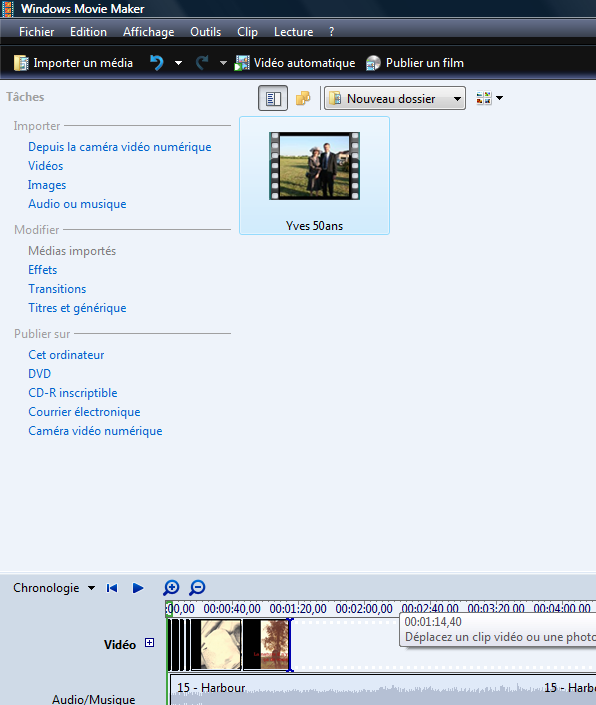 Windows Movie Maker
Fichier Edition Affichage Outils Clip Lecture ?
Importer un média Vidéo automatique Publier un film
Tâches
Nouveau dossier
Importer
Depuis la caméra vidéo numérique
Vidéos
Images
Audio ou musique
Yves 50ans
Modifier
Médias importés
Effets
Transitions
Titres et générique
Publier sur
Cet ordinateur
DVD
CD-R inscriptible
Courrier électronique
Caméra vidéo numérique
Chronologie
:00,00 00:00:40,00 00:01:20,00 00:02:00,00 00:02:40,00 00:03:20,00 00:04:00,00
00:01:14,40
Déplacez un clip vidéo ou une photo
Vidéo
15 - Harbour 15 - Harb
Audio/Musique